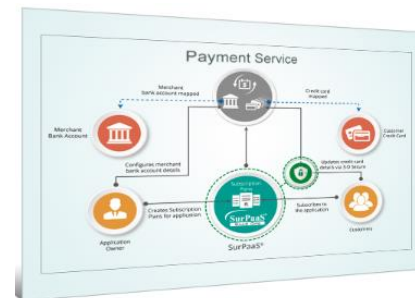 Payment Service
Merchant
bank account mapped
Credit card
mapped
Merchant
Bank Account
Customer
Credit Card
Configures merchant
bank account details
Updates credit card
details via 3-D Secure
Subscription
Plans
Creates Subscription
Plans for application
SurPaaS®
Subscribes to
the application
Application
Owner
SurPaaS®
Customers